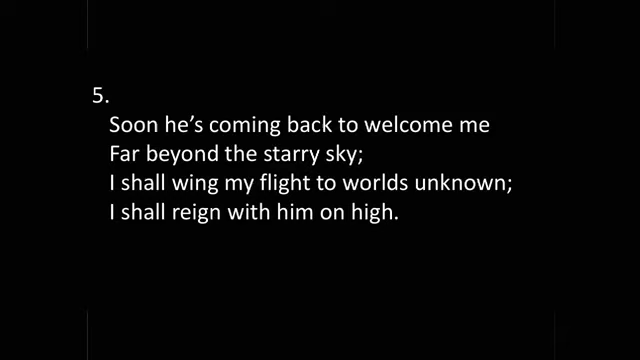 5.
Soon he's coming back to welcome me
Far beyond the starry sky;
I shall wing my flight to worlds unknown;
I shall reign with him on high.